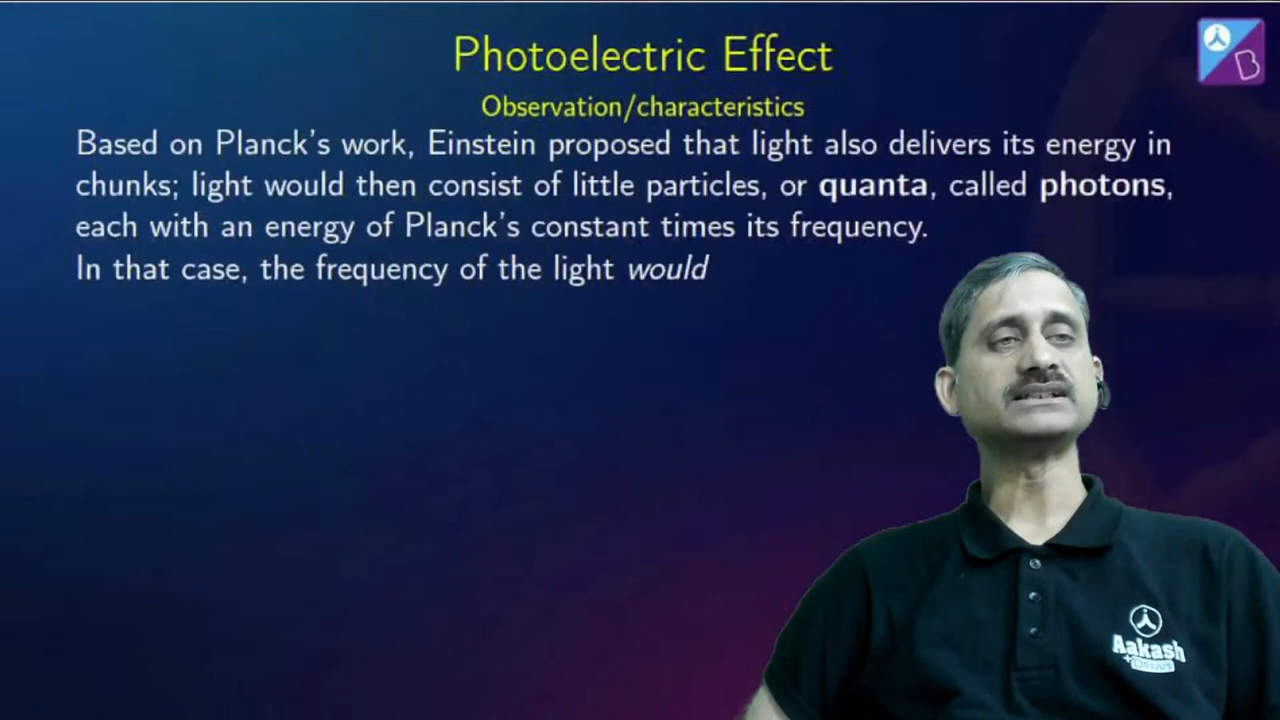 Photoelectric Effect
Observation/characteristics
Based on Planck's work, Einstein proposed that light also delivers its energy in
chunks; light would then consist of little particles, or quanta, called photons,
each with an energy of Planck's constant times its frequency.
In that case, the frequency of the light would
B
Aakash